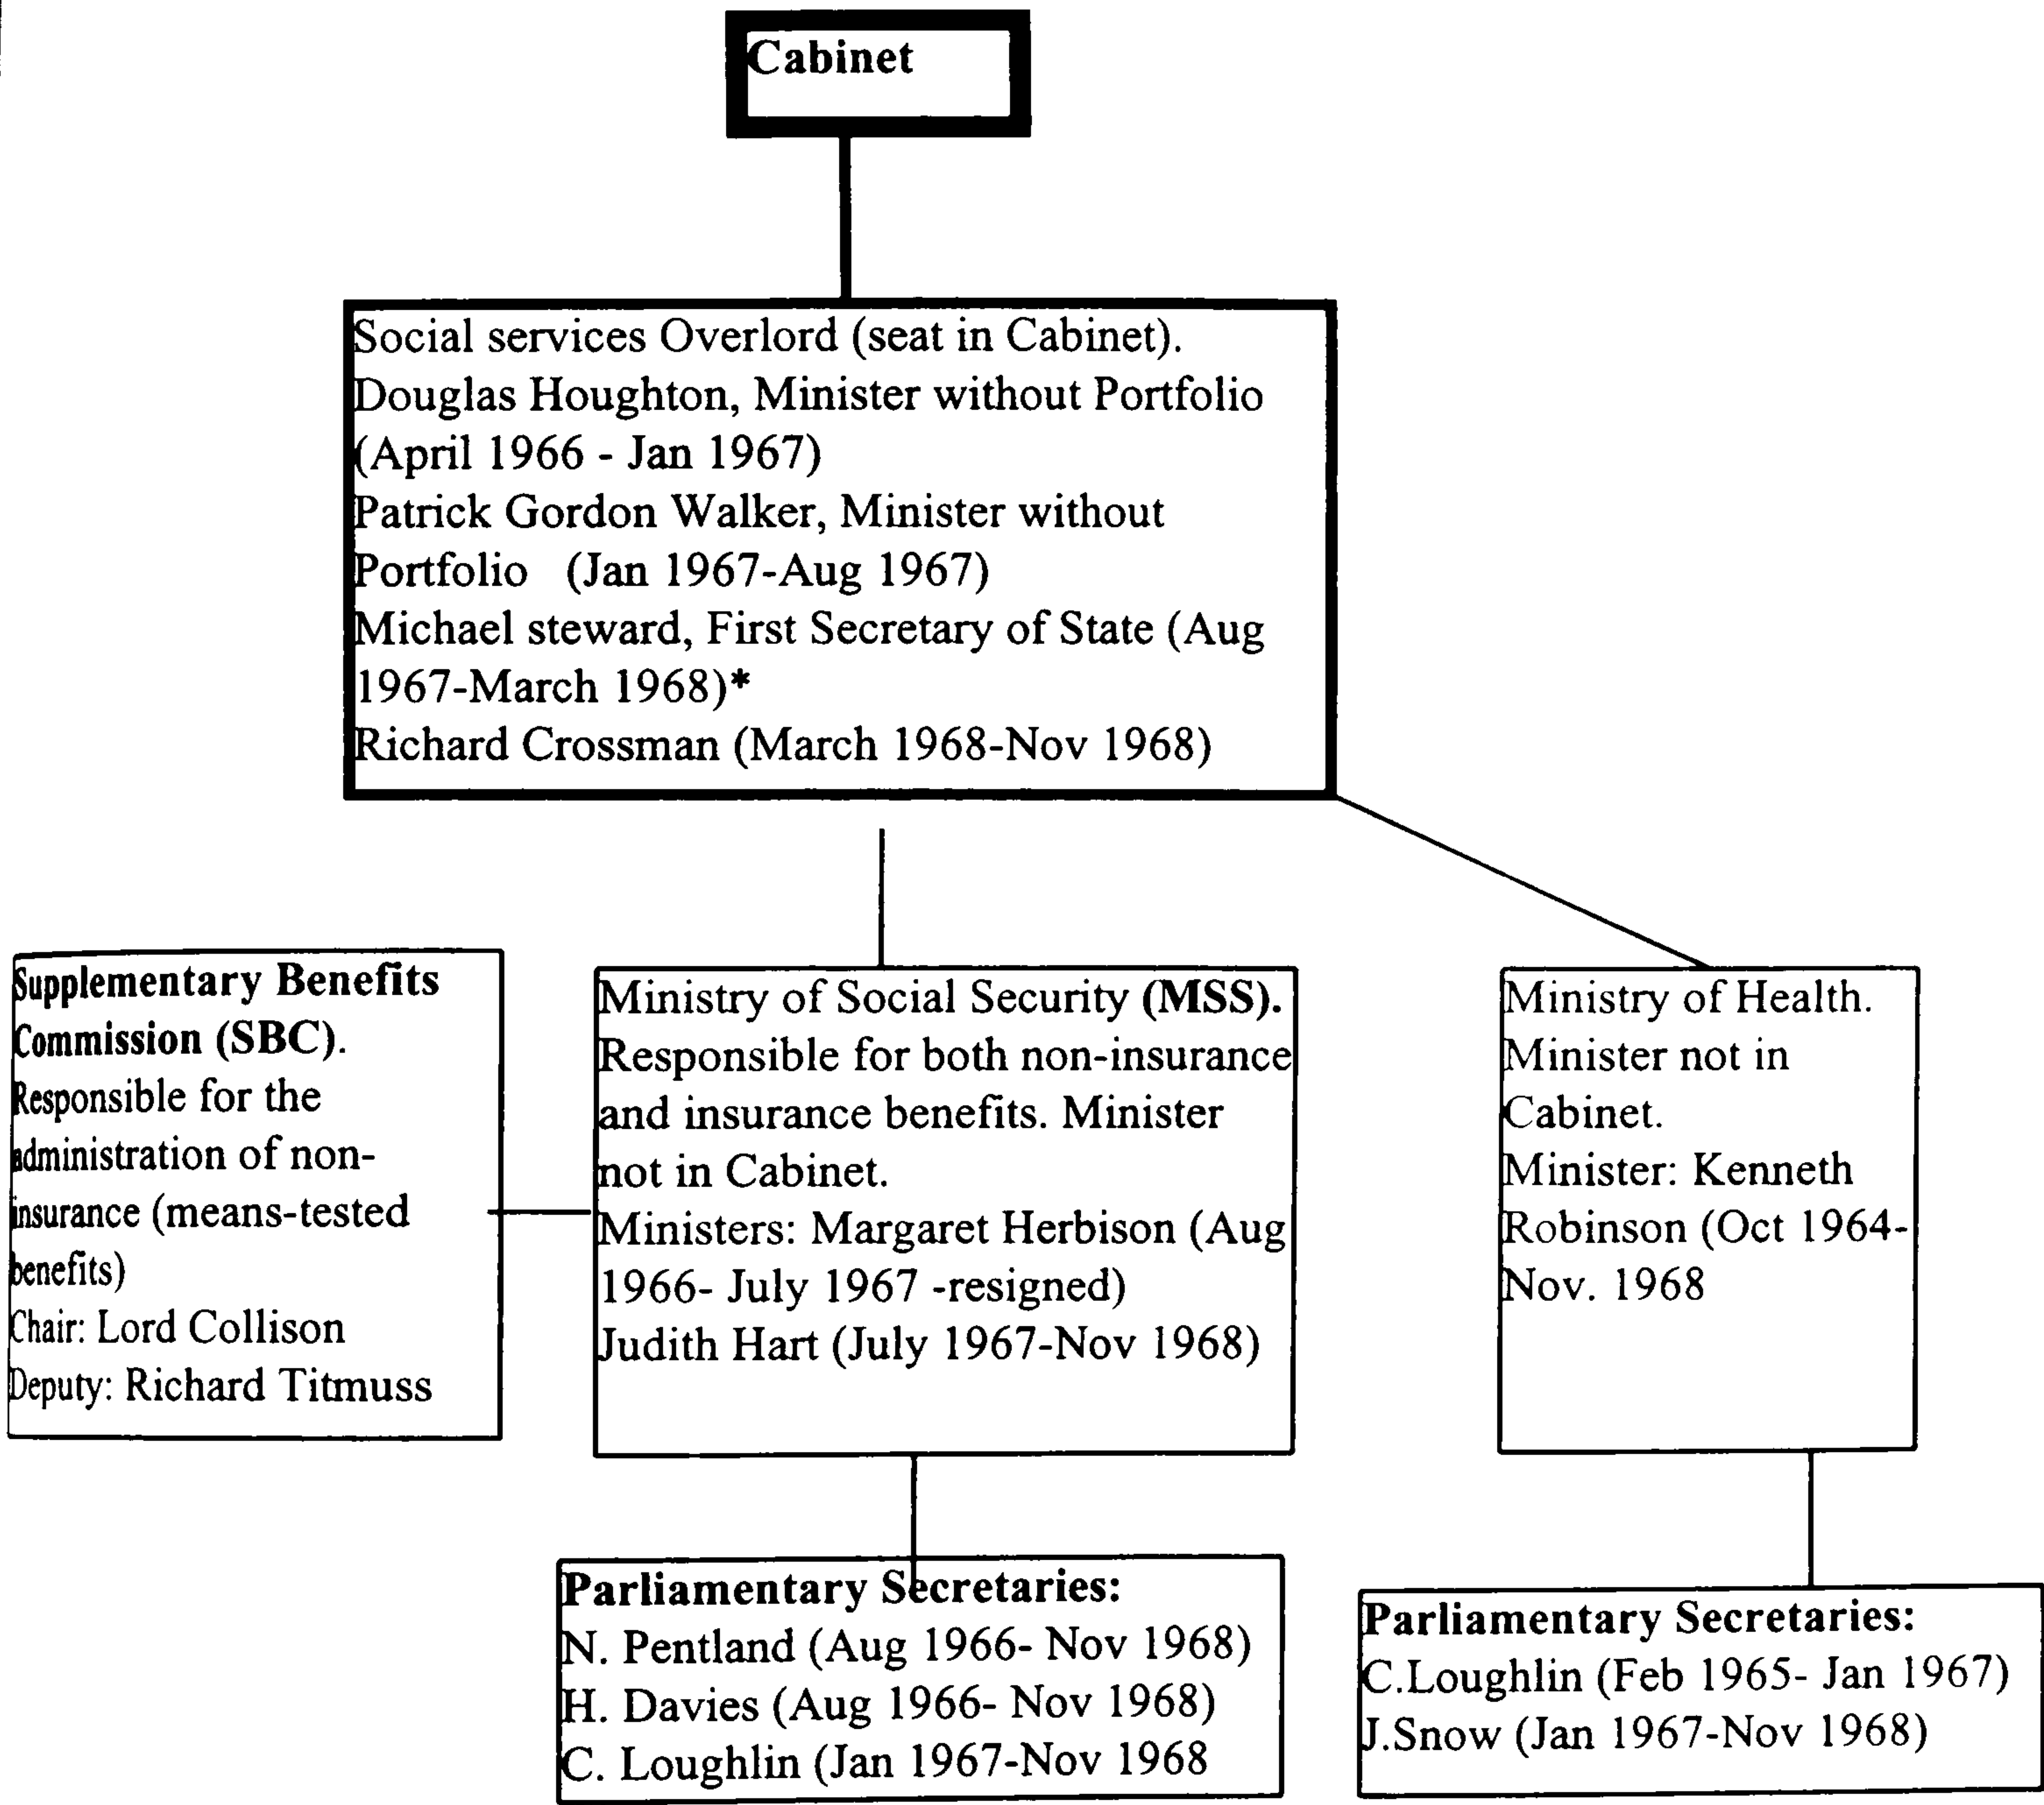 Cabinet
Social services Overlord (seat in Cabinet).
Douglas Houghton, Minister without Portfolio
(April 1966 - Jan 1967)
Patrick Gordon Walker, Minister without
Portfolio (Jan 1967-Aug 1967)
Michael steward, First Secretary of State (Aug
1967-March 1968)*
Richard Crossman (March 1968-Nov 1968)
Supplementary Benefits
Commission (SBC).
Responsible for the
administration of non-
insurance (means-tested
benefits)
Chair: Lord Collison
Deputy: Richard Titmuss
Ministry of Social Security (MSS).
Responsible for both non-insurance
and insurance benefits. Minister
not in Cabinet.
Ministers: Margaret Herbison (Aug
1966- July 1967 -resigned)
Judith Hart (July 1967-Nov 1968)
Ministry of Health.
Minister not in
Cabinet.
Minister: Kenneth
Robinson (Oct 1964-
Nov. 1968
Parliamentary Secretaries:
N. Pentland (Aug 1966- Nov 1968)
H. Davies (Aug 1966- Nov 1968)
C. Loughlin (Jan 1967-Nov 1968
Parliamentary Secretaries:
C.Loughlin (Feb 1965- Jan 1967)
J.Snow (Jan 1967-Nov 1968)